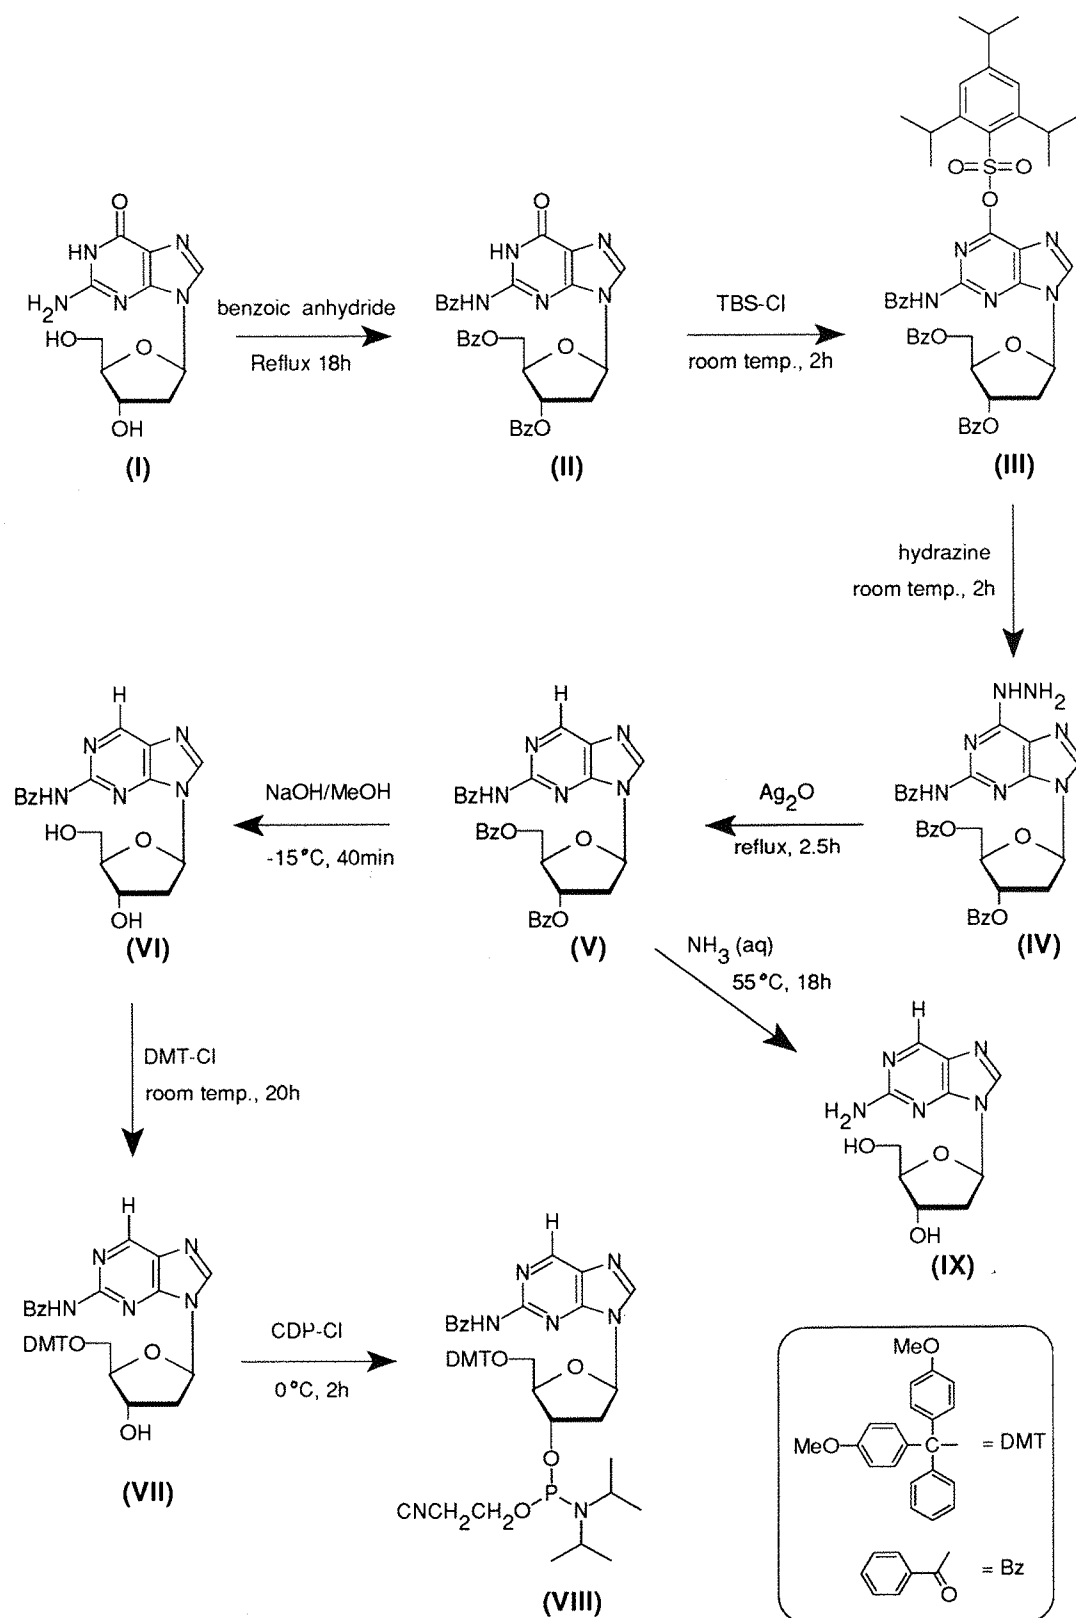 O
HN
N
H2N
N
N
HO
O
OH
(I)
benzoic anhydride
Reflux 18h
O
HN
N
BzHN
N
N
BzO
O
BzO
(II)
TBS-Cl
room temp., 2h
O=S=O
O
N
N
BzHN
N
N
BzO
O
BzO
(III)
hydrazine
room temp., 2h
NHNH2
N
N
BzHN
N
N
BzO
O
BzO
(IV)
Ag2O
reflux, 2.5h
H
N
N
BzHN
N
N
BzO
O
BzO
(V)
NaOH/MeOH
-15°C, 40min
H
N
N
BzHN
N
N
HO
O
OH
(VI)
NH3 (aq)
55°C, 18h
H
N
N
H2N
N
N
HO
O
OH
(IX)
DMT-Cl
room temp., 20h
H
N
N
BzHN
N
N
DMTO
O
OH
(VII)
CDP-Cl
0°C, 2h
H
N
N
BzHN
N
N
DMTO
O
O
P
N
CNCH2CH2O
(VIII)
MeO
MeO
C
= DMT
O
= Bz